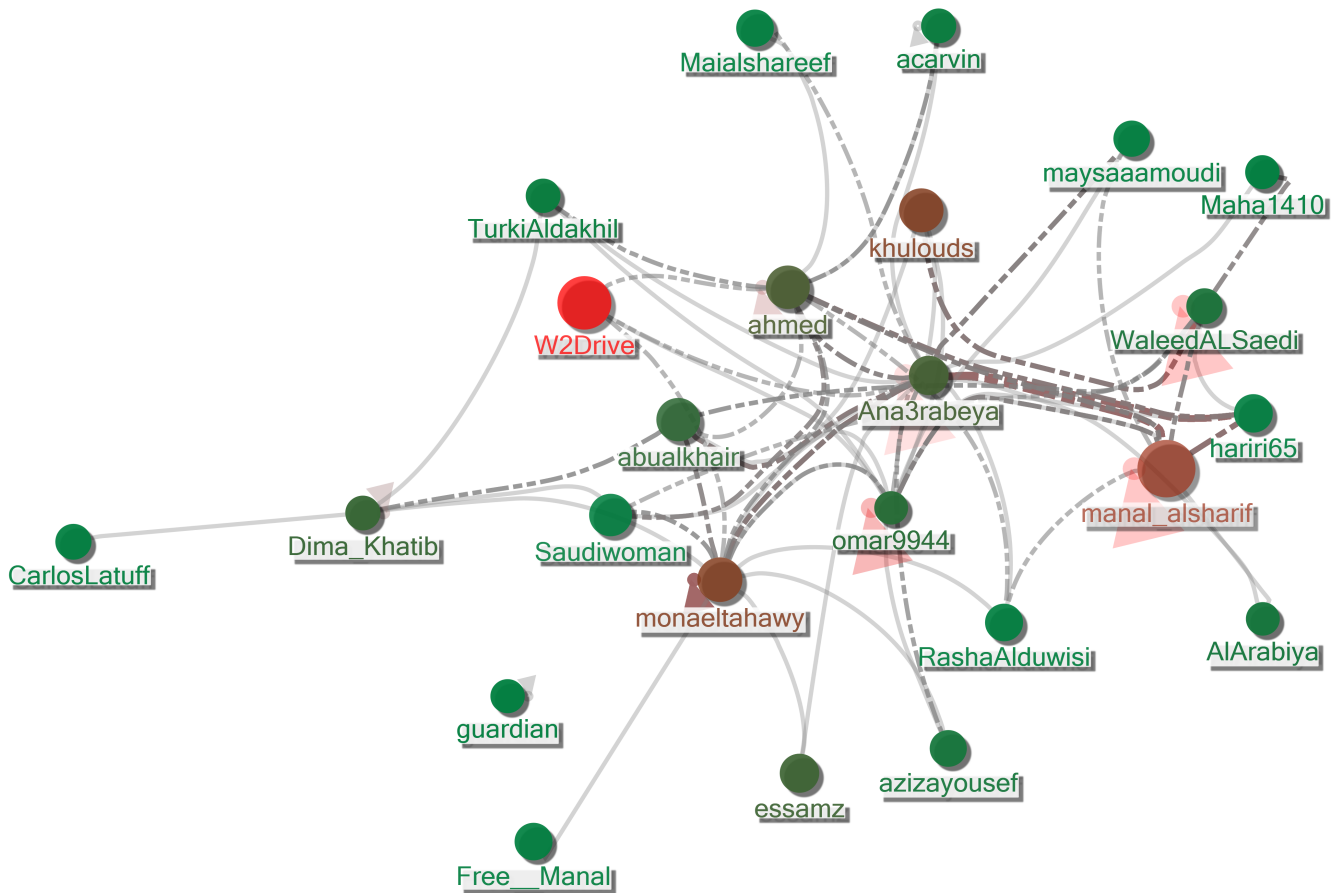 Maialshareef
acarvin
maysaaamoudi
Maha1410
TurkiAldakhil
khulouds
ahmed
W2Drive
WaleedALSaedi
Ana3rabeya
abualkhair
hariri65
manal_alsharif
Dima_Khatib
Saudiwoman
omar9944
CarlosLatuff
monaeltahawy
RashaAlduwisi
AlArabiya
guardian
azizayousef
essamz
Free__Manal